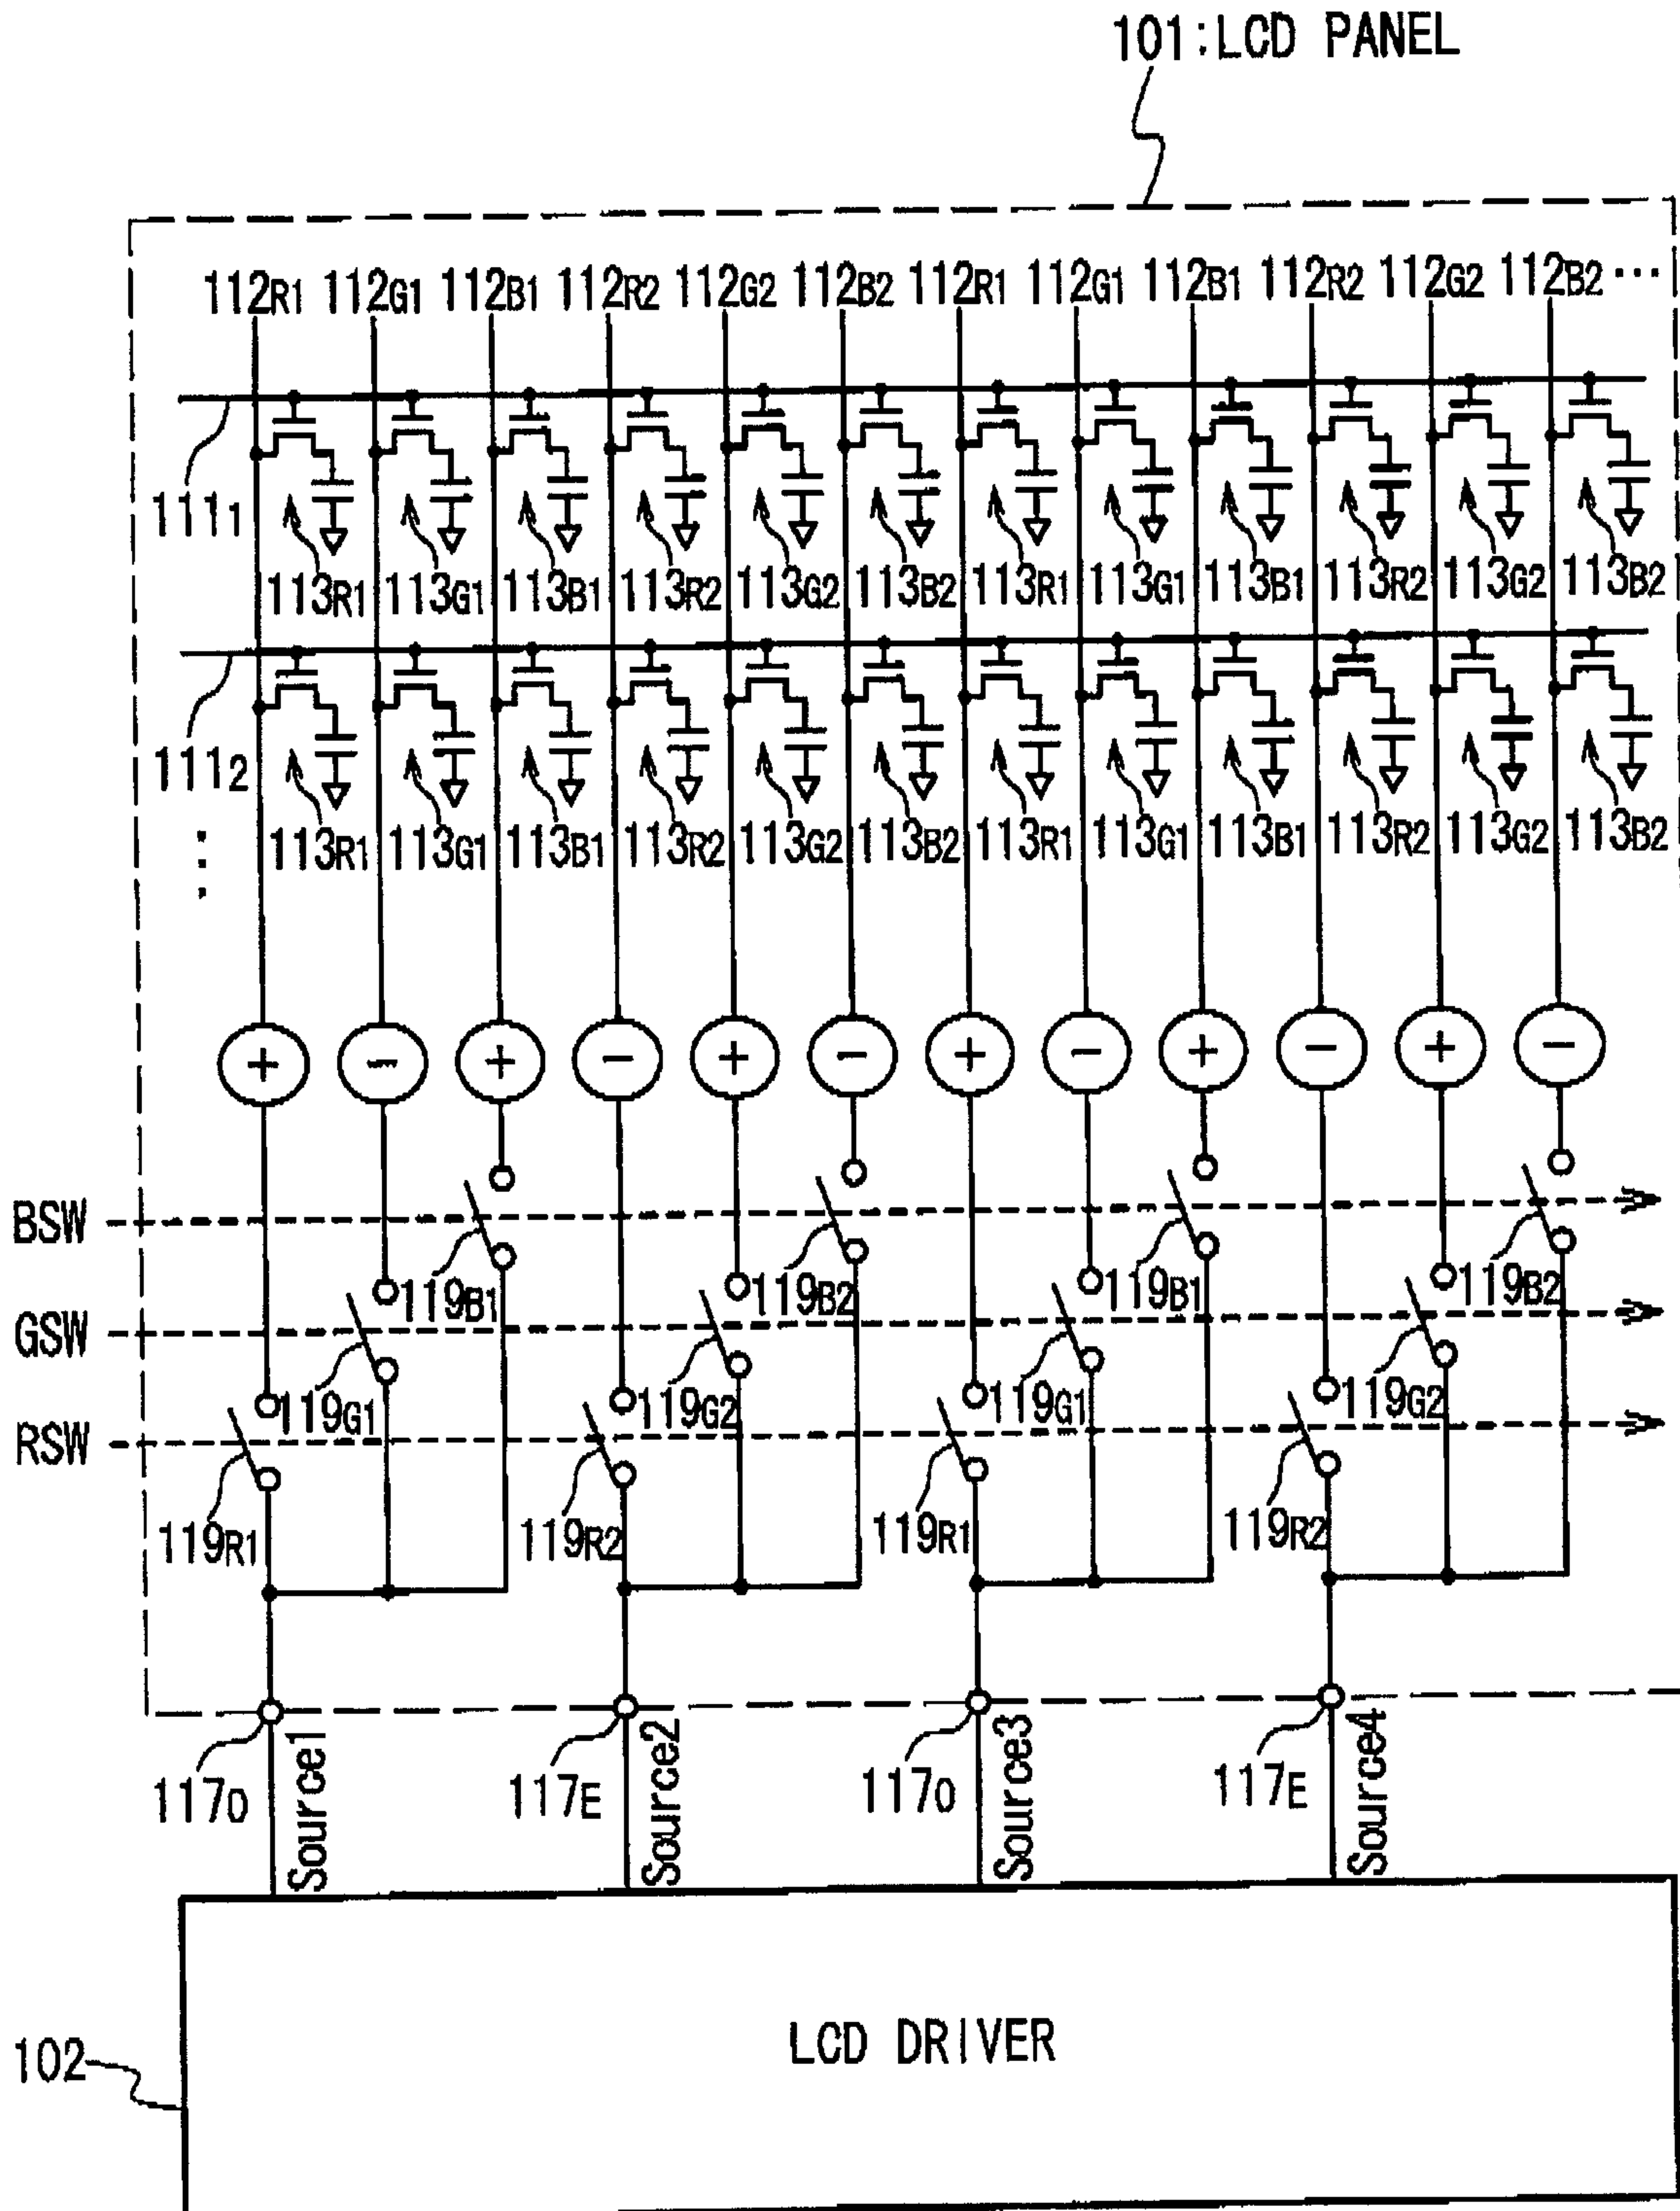 101:LCD PANEL
112R1 112G1 112B1 112R2 112G2 112B2 112R1 112G1 112B1 112R2 112G2 112B2 ...
1111
113R1 113G1 113B1 113R2 113G2 113B2 113R1 113G1 113B1 113R2 113G2 113B2
1112
113R1 113G1 113B1 113R2 113G2 113B2 113R1 113G1 113B1 113R2 113G2 113B2
+ − + − + − + − + − + −
BSW
119B1 119B2 119B1 119B2
GSW
119G1 119G2 119G1 119G2
RSW
119R1 119R2 119R1 119R2
117O Source1 117E Source2 117O Source3 117E Source4
LCD DRIVER
102